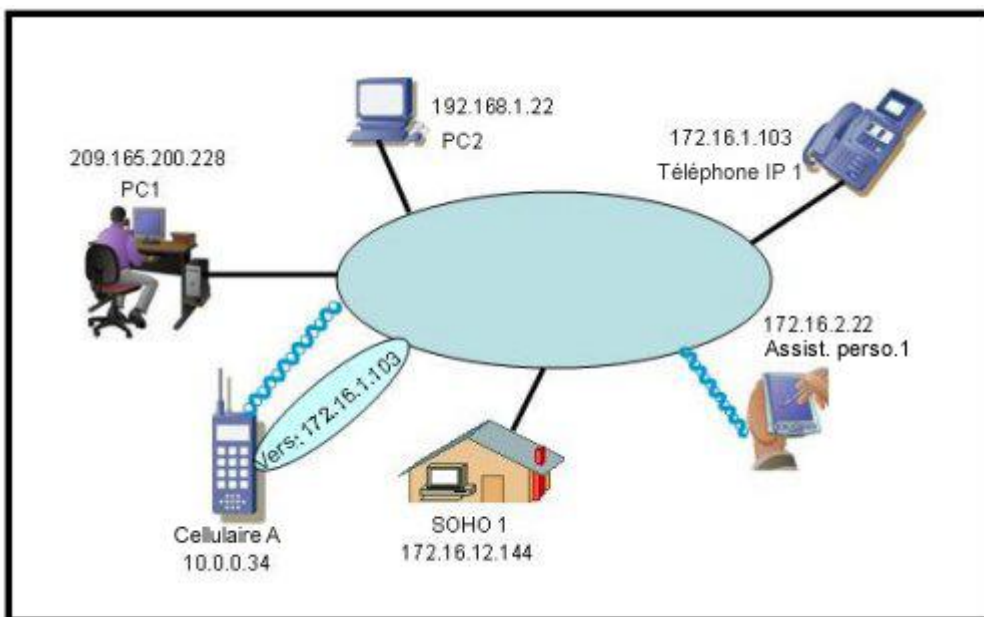 192.168.1.22
PC2
172.16.1.103
Téléphone IP 1
209.165.200.228
PC1
172.16.2.22
Assist. perso.1
Vers: 172.16.1.103
Cellulaire A
10.0.0.34
SOHO 1
172.16.12.144